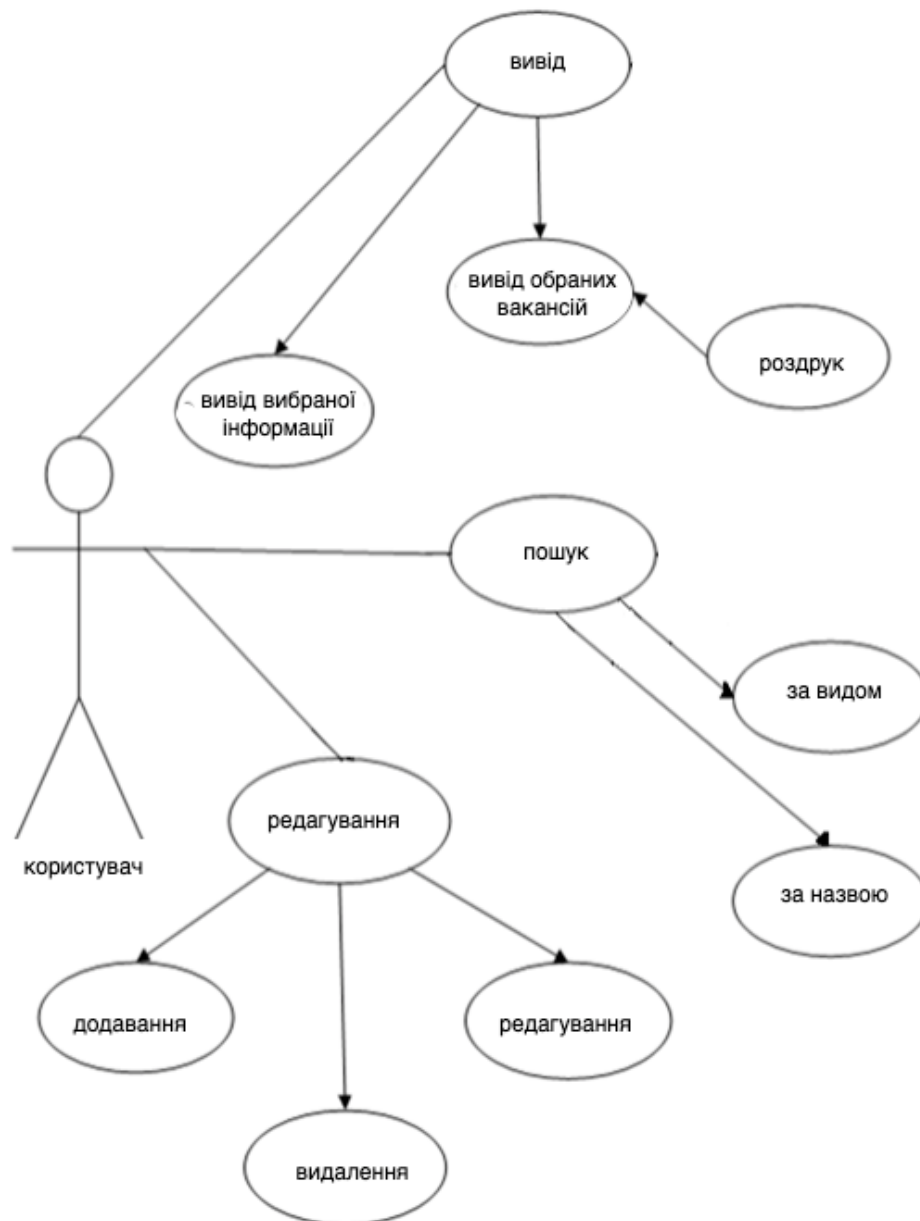 вивід
вивід обраних
вакансій
роздрук
вивід вибраної
інформації
пошук
за видом
редагування
користувач
за назвою
додавання
редагування
видалення